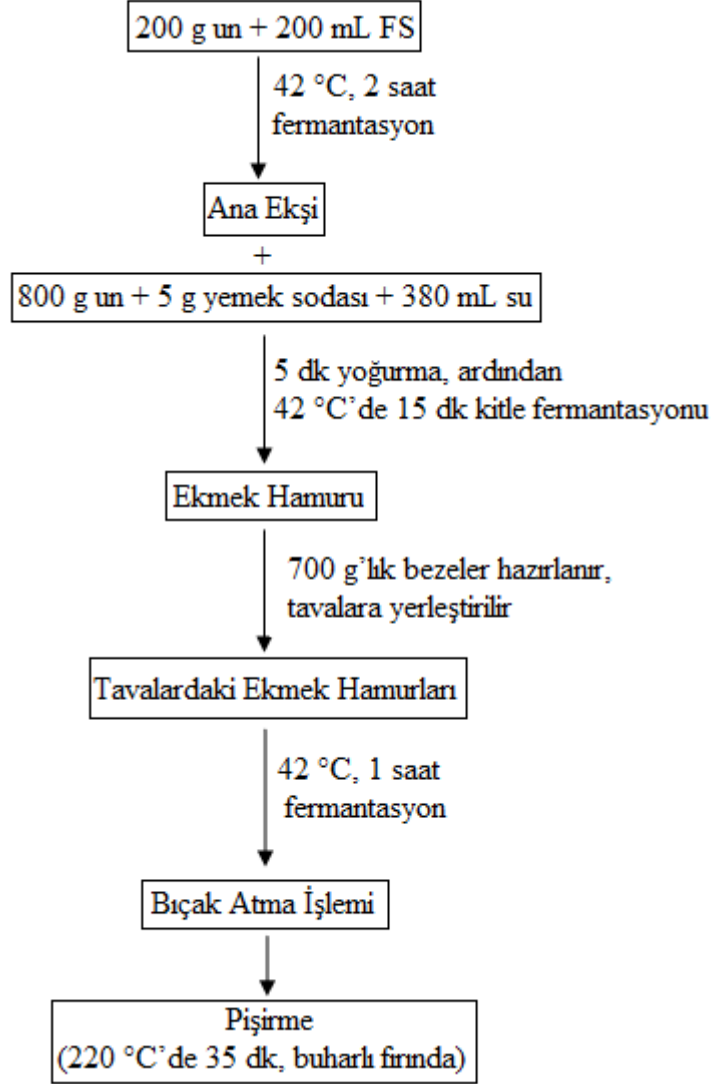 200 g un + 200 mL FS
42 °C, 2 saat
fermantasyon
Ana Ekşi
+
800 g un + 5 g yemek sodası + 380 mL su
5 dk yoğurma, ardından
42 °C’de 15 dk kitle fermantasyonu
Ekmek Hamuru
700 g’lık bezeler hazırlanır,
tavalara yerleştirilir
Tavalardaki Ekmek Hamurları
42 °C, 1 saat
fermantasyon
Bıçak Atma İşlemi
Pişirme
(220 °C’de 35 dk, buharlı fırında)